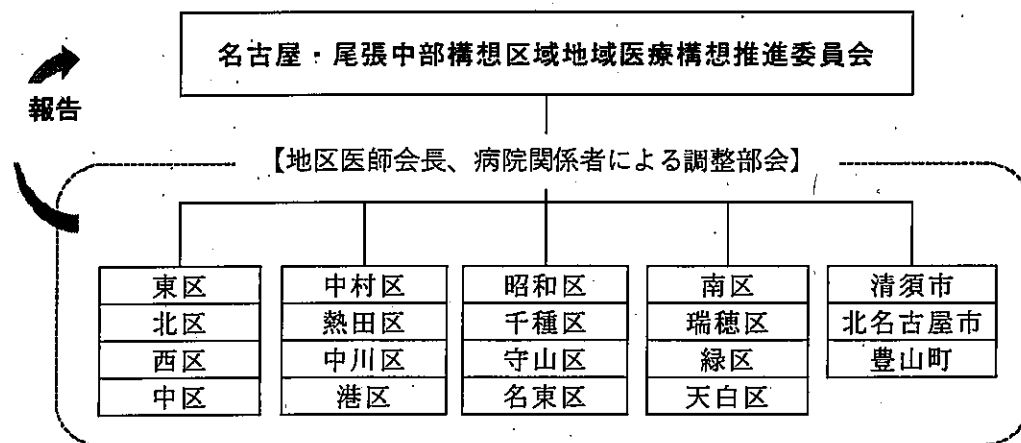 名古屋・尾張中部構想区域地域医療構想推進委員会
報告
【地区医師会長、病院関係者による調整部会】
東区
北区
西区
中区
中村区
熱田区
中川区
港区
昭和区
千種区
守山区
名東区
南区
瑞穂区
緑区
天白区
清須市
北名古屋市
豊山町